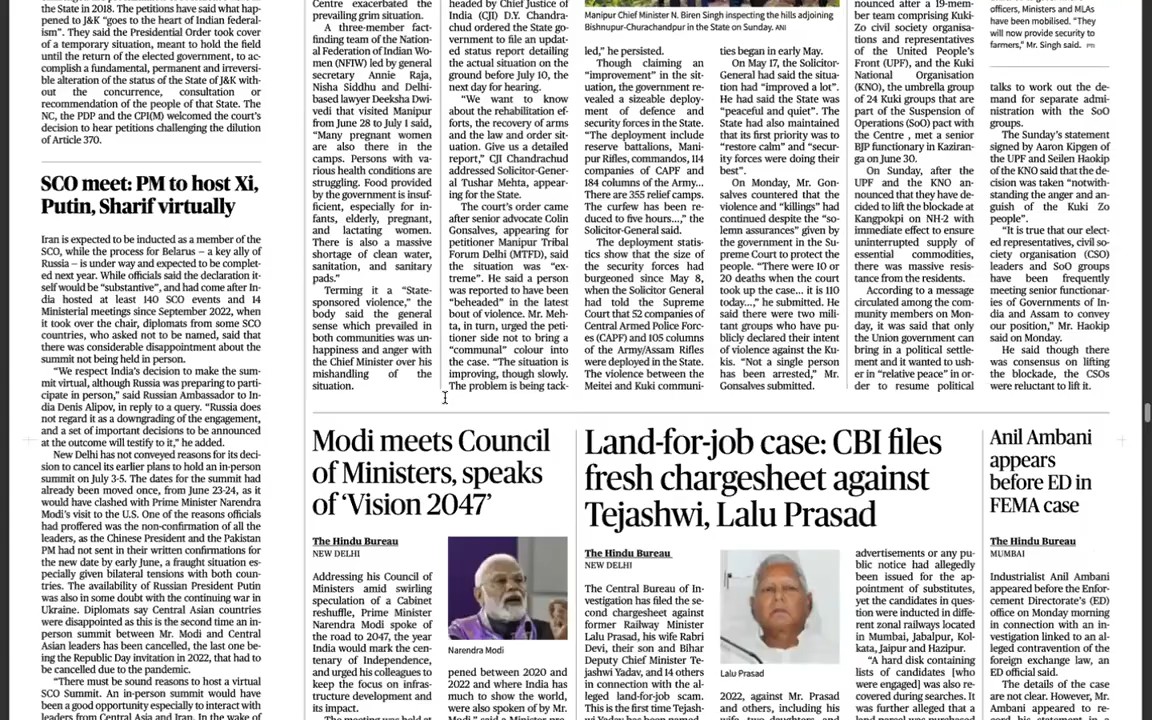 the State in 2018. The petitions have said what hap-
pened to J&K “goes to the heart of Indian federal-
ism”. They said the Presidential Order took cover
of a temporary situation, meant to hold the field
until the return of the elected government, to ac-
complish a fundamental, permanent and irreversi-
ble alteration of the status of the State of J&K with-
out the concurrence, consultation or
recommendation of the people of that State. The
NC, the PDP and the CPI(M) welcomed the court’s
decision to hear petitions challenging the dilution
of Article 370.
SCO meet: PM to host Xi,
Putin, Sharif virtually
Iran is expected to be inducted as a member of the
SCO, while the process for Belarus – a key ally of
Russia – is under way and expected to be complet-
ed next year. While officials said the declaration it-
self would be “substantive”, and had come after In-
dia hosted at least 140 SCO events and 14
Ministerial meetings since September 2022, when
it took over the chair, diplomats from some SCO
countries, who asked not to be named, said that
there was considerable disappointment about the
summit not being held in person.
“We respect India’s decision to make the sum-
mit virtual, although Russia was preparing to parti-
cipate in person,” said Russian Ambassador to In-
dia Denis Alipov, in reply to a query. “Russia does
not regard it as a downgrading of the engagement,
and a set of important decisions to be announced
at the outcome will testify to it,” he added.
New Delhi has not conveyed reasons for its deci-
sion to cancel its earlier plans to hold an in-person
summit on July 3-5. The dates for the summit had
already been moved once, from June 23-24, as it
would have clashed with Prime Minister Narendra
Modi’s visit to the U.S. One of the reasons officials
had proffered was the non-confirmation of all the
leaders, as the Chinese President and the Pakistan
PM had not sent in their written confirmations for
the new date by early June, a fraught situation es-
pecially given bilateral tensions with both coun-
tries. The availability of Russian President Putin
was also in some doubt with the continuing war in
Ukraine. Diplomats say Central Asian countries
were disappointed as this is the second time an in-
person summit between Mr. Modi and Central
Asian leaders has been cancelled, the last one be-
ing the Republic Day invitation in 2022, that had to
be cancelled due to the pandemic.
“There must be sound reasons to host a virtual
SCO Summit. An in-person summit would have
been a good opportunity especially to interact with
leaders from Central Asia and Iran. In the wake of
Centre exacerbated the
prevailing grim situation.
A three-member fact-
finding team of the Nation-
al Federation of Indian Wo-
men (NFIW) led by general
secretary Annie Raja,
Nisha Siddhu and Delhi-
based lawyer Deeksha Dwi-
vedi that visited Manipur
from June 28 to July 1 said,
“Many pregnant women
are also there in the
camps. Persons with va-
rious health conditions are
struggling. Food provided
by the government is insuf-
ficient, especially for in-
fants, elderly, pregnant,
and lactating women.
There is also a massive
shortage of clean water,
sanitation, and sanitary
pads.”
Terming it a “State-
sponsored violence,” the
body said the general
sense which prevailed in
both communities was un-
happiness and anger with
the Chief Minister over his
mishandling of the
situation.
headed by Chief Justice of
India (CJI) D.Y. Chandra-
chud ordered the State go-
vernment to file an updat-
ed status report detailing
the actual situation on the
ground before July 10, the
next day for hearing.
“We want to know
about the rehabilitation ef-
forts, the recovery of arms
and the law and order sit-
uation. Give us a detailed
report,” CJI Chandrachud
addressed Solicitor-Gener-
al Tushar Mehta, appear-
ing for the State.
The court’s order came
after senior advocate Colin
Gonsalves, appearing for
petitioner Manipur Tribal
Forum Delhi (MTFD), said
the situation was “ex-
treme”. He said a person
was reported to have been
“beheaded” in the latest
bout of violence. Mr. Meh-
ta, in turn, urged the peti-
tioner side not to bring a
“communal” colour into
the case. “The situation is
improving, though slowly.
The problem is being tack-
Manipur Chief Minister N. Biren Singh inspecting the hills adjoining
Bishnupur-Churachandpur in the State on Sunday. ANI
led,” he persisted.
Though claiming an
“improvement” in the sit-
uation, the government re-
vealed a sizeable deploy-
ment of defence and
security forces in the State.
“The deployment include
reserve battalions, Mani-
pur Rifles, commandos, 114
companies of CAPF and
184 columns of the Army...
There are 355 relief camps.
The curfew has been re-
duced to five hours...,” the
Solicitor-General said.
The deployment statis-
tics show that the size of
the security forces had
burgeoned since May 8,
when the Solicitor General
had told the Supreme
Court that 52 companies of
Central Armed Police Forc-
es (CAPF) and 105 columns
of the Army/Assam Rifles
were deployed in the State.
The violence between the
Meitei and Kuki communi-
ties began in early May.
On May 17, the Solicitor-
General had said the situa-
tion had “improved a lot”.
He had said the State was
“peaceful and quiet”. The
State had also maintained
that its first priority was to
“restore calm” and “secur-
ity forces were doing their
best”.
On Monday, Mr. Gon-
salves countered that the
violence and “killings” had
continued despite the “so-
lemn assurances” given by
the government in the Su-
preme Court to protect the
people. “There were 10 or
20 deaths when the court
took up the case... it is 110
today...,” he submitted. He
said there were two mili-
tant groups who have pu-
blicly declared their intent
of violence against the Ku-
kis. “Not a single person
has been arrested,” Mr.
Gonsalves submitted.
nounced after a 19-mem-
ber team comprising Kuki-
Zo civil society organisa-
tions and representatives
of the United People’s
Front (UPF), and the Kuki
National Organisation
(KNO), the umbrella group
of 24 Kuki groups that are
part of the Suspension of
Operations (SoO) pact with
the Centre , met a senior
BJP functionary in Kaziran-
ga on June 30.
On Sunday, after the
UPF and the KNO an-
nounced that they have de-
cided to lift the blockade at
Kangpokpi on NH-2 with
immediate effect to ensure
uninterrupted supply of
essential commodities,
there was massive resis-
tance from the residents.
According to a message
circulated among the com-
munity members on Mon-
day, it was said that only
the Union government can
bring in a political settle-
ment and it wanted to ush-
er in “relative peace” in or-
der to resume political
officers, Ministers and MLAs
have been mobilised. “They
will now provide security to
farmers,” Mr. Singh said. PTI
talks to work out the de-
mand for separate admi-
nistration with the SoO
groups.
The Sunday’s statement
signed by Aaron Kipgen of
the UPF and Seilen Haokip
of the KNO said that the de-
cision was taken “notwith-
standing the anger and an-
guish of the Kuki Zo
people”.
“It is true that our elect-
ed representatives, civil so-
ciety organisation (CSO)
leaders and SoO groups
have been frequently
meeting senior functionar-
ies of Governments of In-
dia and Assam to convey
our position,” Mr. Haokip
said on Monday.
He said though there
was consensus on lifting
the blockade, the CSOs
were reluctant to lift it.
Modi meets Council
of Ministers, speaks
of ‘Vision 2047’
The Hindu Bureau
NEW DELHI
Addressing his Council of
Ministers amid swirling
speculation of a Cabinet
reshuffle, Prime Minister
Narendra Modi spoke of
the road to 2047, the year
India would mark the cen-
tenary of Independence,
and urged his colleagues to
keep the focus on infras-
tructure development and
its impact.
The meeting was held at
Narendra Modi
pened between 2020 and
2022 and where India has
much to show the world,
were also spoken of by Mr.
Modi,” said a Minister pre-
Land-for-job case: CBI files
fresh chargesheet against
Tejashwi, Lalu Prasad
The Hindu Bureau
NEW DELHI
The Central Bureau of In-
vestigation has filed the se-
cond chargesheet against
former Railway Minister
Lalu Prasad, his wife Rabri
Devi, their son and Bihar
Deputy Chief Minister Te-
jashwi Yadav, and 14 others
in connection with the al-
leged land-for-job scam.
This is the first time Tejash-
wi Yadav has been named
Lalu Prasad
2022, against Mr. Prasad
and others, including his
wife, two daughters, and
advertisements or any pu-
blic notice had allegedly
been issued for the ap-
pointment of substitutes,
yet the candidates in ques-
tion were inducted in diffe-
rent zonal railways located
in Mumbai, Jabalpur, Kol-
kata, Jaipur and Hazipur.
“A hard disk containing
lists of candidates [who
were engaged] was also re-
covered during searches. It
was further alleged that a
land parcel was purchased
Anil Ambani
appears
before ED in
FEMA case
The Hindu Bureau
MUMBAI
Industrialist Anil Ambani
appeared before the Enfor-
cement Directorate’s (ED)
office on Monday morning
in connection with an in-
vestigation linked to an al-
leged contravention of the
foreign exchange law, an
ED official said.
The details of the case
are not clear. However, Mr.
Ambani appeared to re-
cord his statement in a